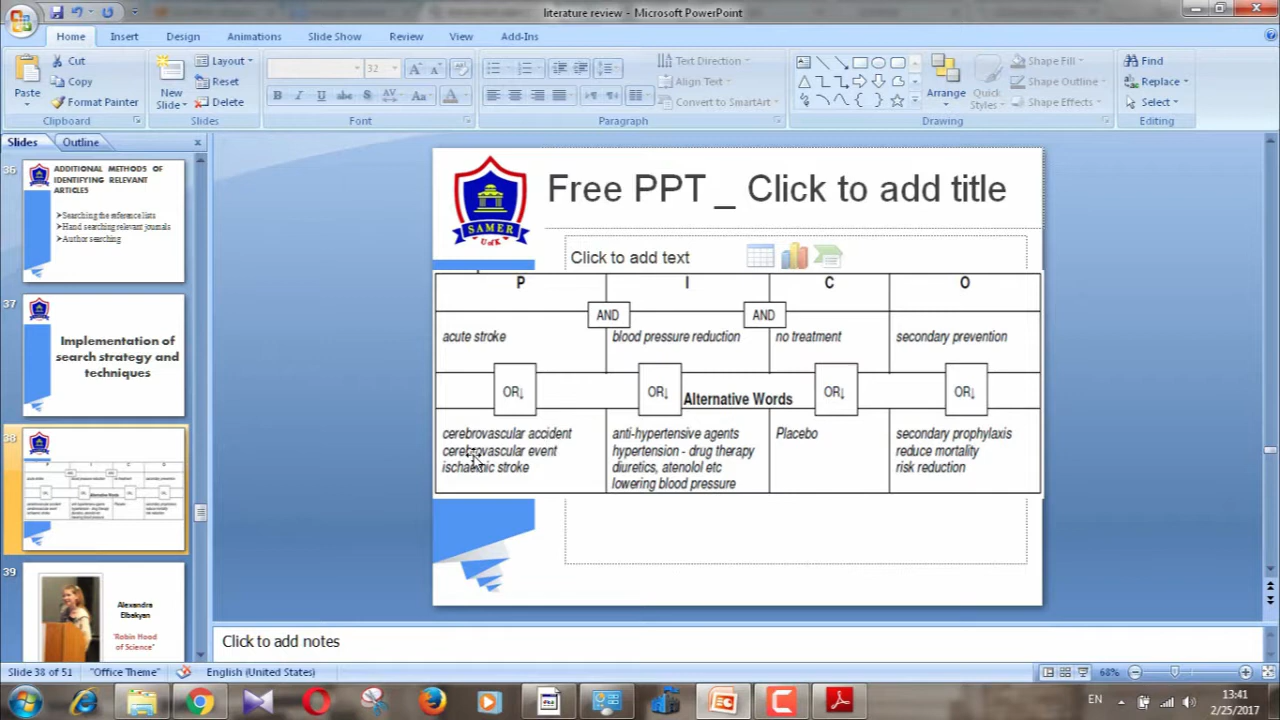 literature review - Microsoft PowerPoint
Home Insert Design Animations Slide Show Review View Add-Ins
Paste
Cut
Copy
Format Painter
Clipboard
New Slide
Layout
Reset
Delete
Slides
32
B I U abc S AV Aa A
Font
Text Direction
Align Text
Convert to SmartArt
Paragraph
Arrange
Quick Styles
Shape Fill
Shape Outline
Shape Effects
Drawing
Find
Replace
Select
Editing
Slides Outline
36
ADDITIONAL METHODS OF
IDENTIFYING RELEVANT
ARTICLES
➢Searching the reference lists
➢Hand searching relevant journals
➢Author searching
37
Implementation of
search strategy and
techniques
38
39
Alexandra
Elbakyan
"Robin Hood
of Science"
SAMER
UofK
Free PPT _ Click to add title
Click to add text
P I C O
AND AND
acute stroke blood pressure reduction no treatment secondary prevention
OR↓ OR↓ Alternative Words OR↓ OR↓
cerebrovascular accident anti-hypertensive agents Placebo secondary prophylaxis
cerebrovascular event hypertension - drug therapy reduce mortality
ischaemic stroke diuretics, atenolol etc risk reduction
lowering blood pressure
Click to add notes
Slide 38 of 51 "Office Theme" English (United States) 68%
EN 13:41
2/25/2017